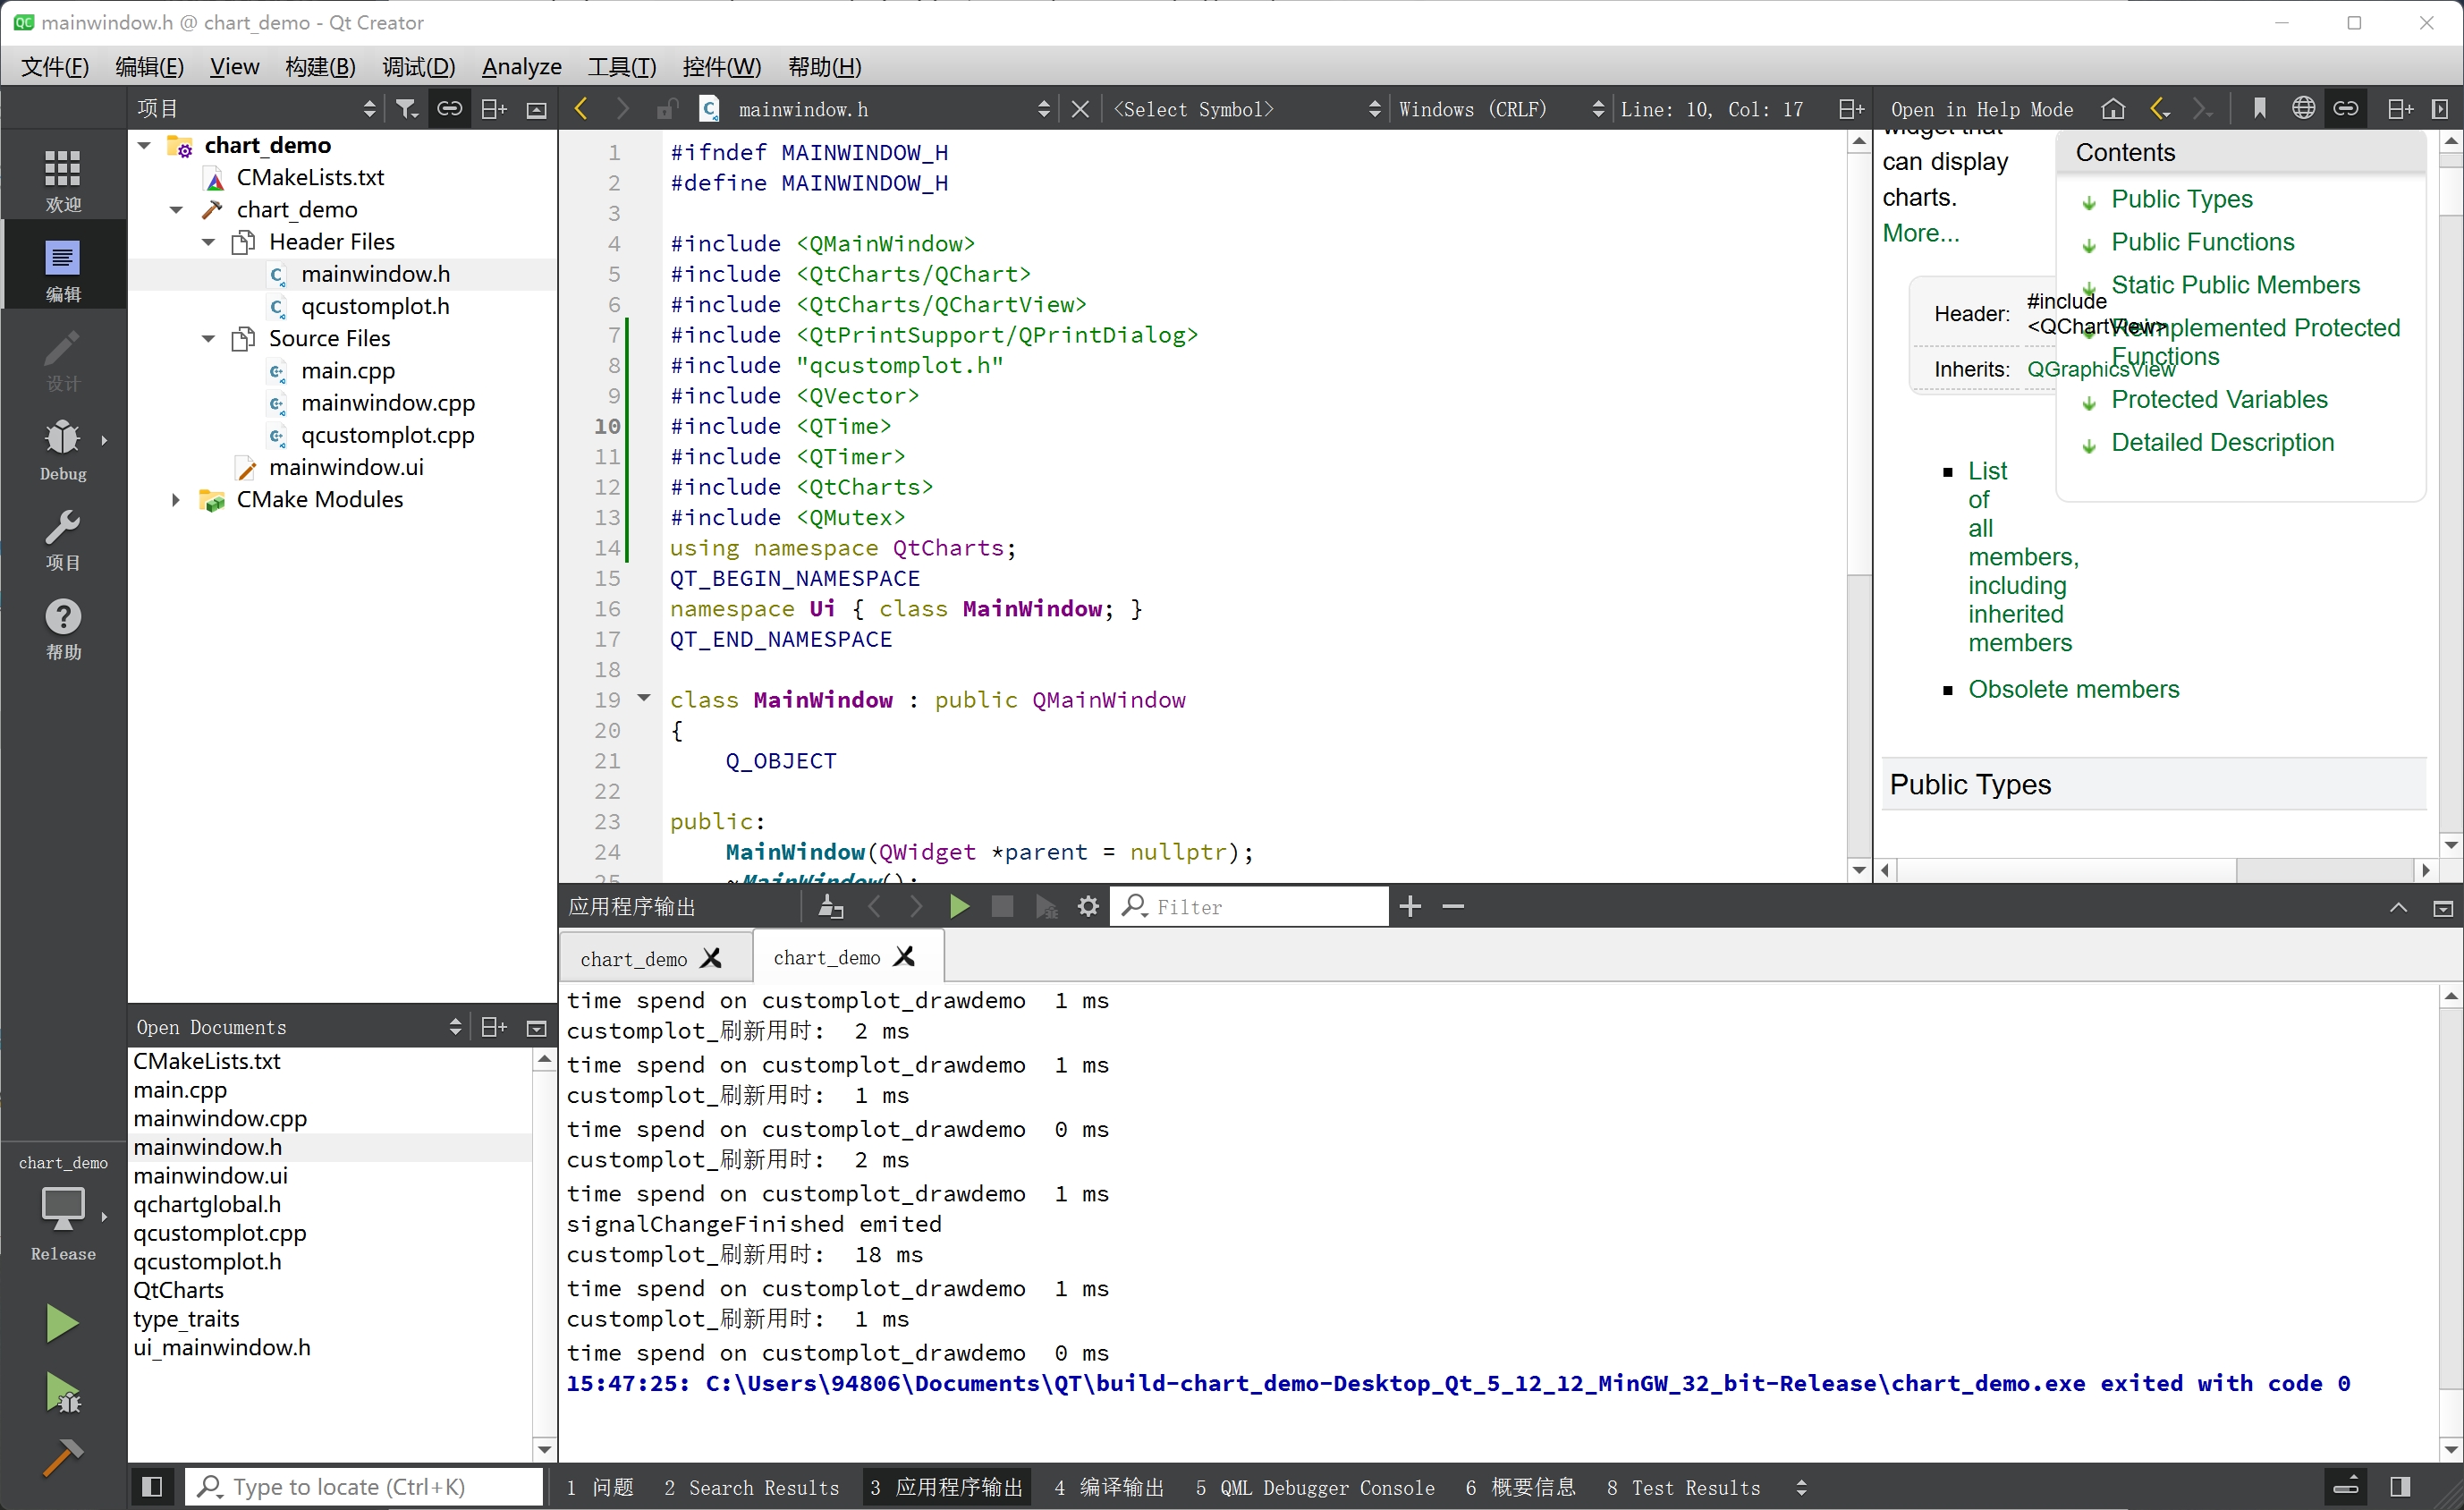 mainwindow.h @ chart_demo - Qt Creator
文件(F) 编辑(E) View 构建(B) 调试(D) Analyze 工具(T) 控件(W) 帮助(H)
项目
mainwindow.h <Select Symbol> Windows (CRLF) Line: 10, Col: 17
Open in Help Mode
欢迎
编辑
设计
Debug
项目
帮助
chart_demo
Release
chart_demo
CMakeLists.txt
chart_demo
Header Files
mainwindow.h
qcustomplot.h
Source Files
main.cpp
mainwindow.cpp
qcustomplot.cpp
mainwindow.ui
CMake Modules
Open Documents
CMakeLists.txt
main.cpp
mainwindow.cpp
mainwindow.h
mainwindow.ui
qchartglobal.h
qcustomplot.cpp
qcustomplot.h
QtCharts
type_traits
ui_mainwindow.h
1 #ifndef MAINWINDOW_H
2 #define MAINWINDOW_H
3
4 #include <QMainWindow>
5 #include <QtCharts/QChart>
6 #include <QtCharts/QChartView>
7 #include <QtPrintSupport/QPrintDialog>
8 #include "qcustomplot.h"
9 #include <QVector>
10 #include <QTime>
11 #include <QTimer>
12 #include <QtCharts>
13 #include <QMutex>
14 using namespace QtCharts;
15 QT_BEGIN_NAMESPACE
16 namespace Ui { class MainWindow; }
17 QT_END_NAMESPACE
18
19 class MainWindow : public QMainWindow
20 {
21 Q_OBJECT
22
23 public:
24 MainWindow(QWidget *parent = nullptr);
25 ~MainWindow();
widget that
can display
charts.
More...
Header: #include
<QChartView>
Inherits: QGraphicsView
Contents
Public Types
Public Functions
Static Public Members
Reimplemented Protected
Functions
Protected Variables
Detailed Description
List
of
all
members,
including
inherited
members
Obsolete members
Public Types
应用程序输出 Filter
chart_demo chart_demo
time spend on customplot_drawdemo 1 ms
customplot_刷新用时: 2 ms
time spend on customplot_drawdemo 1 ms
customplot_刷新用时: 1 ms
time spend on customplot_drawdemo 0 ms
customplot_刷新用时: 2 ms
time spend on customplot_drawdemo 1 ms
signalChangeFinished emited
customplot_刷新用时: 18 ms
time spend on customplot_drawdemo 1 ms
customplot_刷新用时: 1 ms
time spend on customplot_drawdemo 0 ms
15:47:25: C:\Users\94806\Documents\QT\build-chart_demo-Desktop_Qt_5_12_12_MinGW_32_bit-Release\chart_demo.exe exited with code 0
Type to locate (Ctrl+K) 1 问题 2 Search Results 3 应用程序输出 4 编译输出 5 QML Debugger Console 6 概要信息 8 Test Results